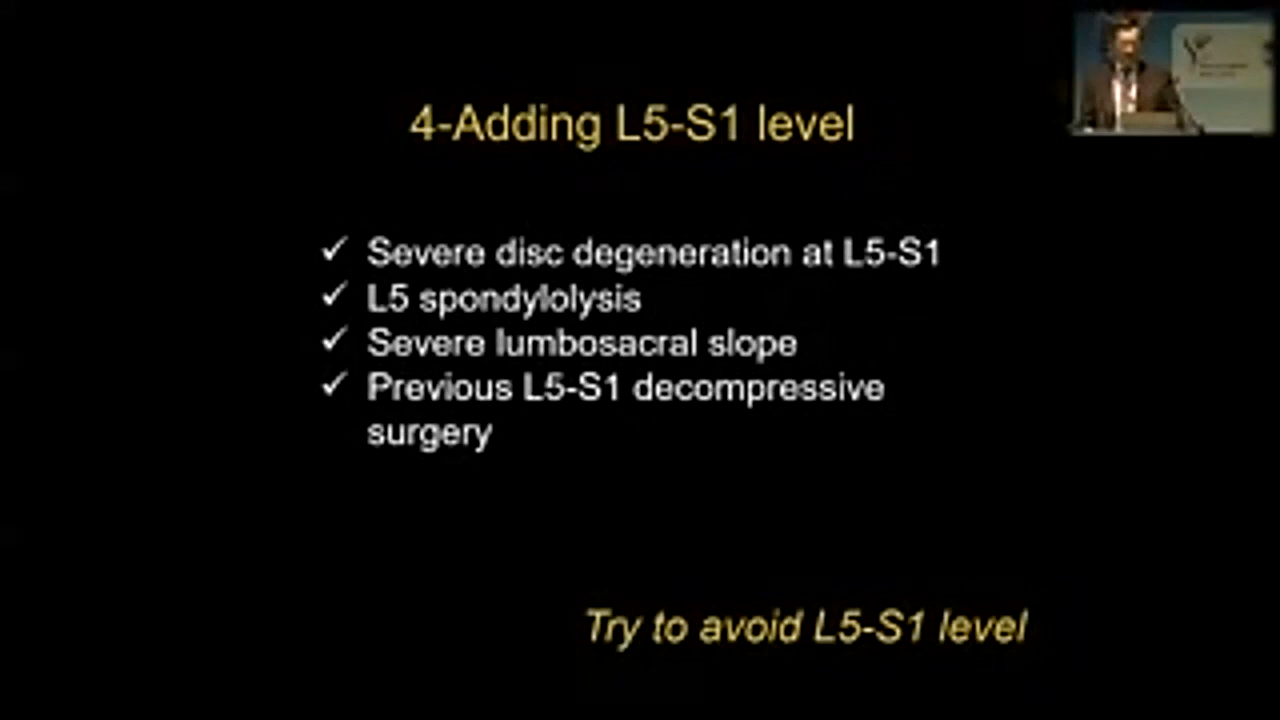 4-Adding L5-S1 level
✓ Severe disc degeneration at L5-S1
✓ L5 spondylolysis
✓ Severe lumbosacral slope
✓ Previous L5-S1 decompressive
surgery
Try to avoid L5-S1 level